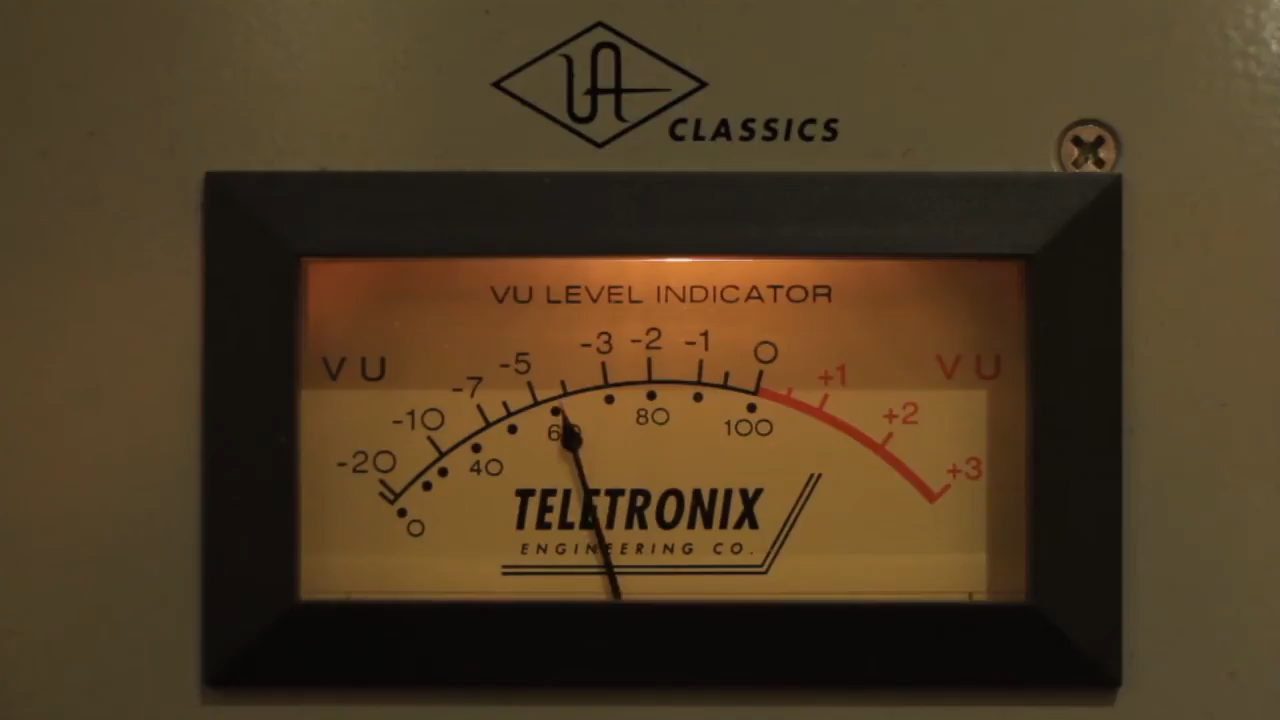 UA
CLASSICS
VU LEVEL INDICATOR
VU VU
-20 -10 -7 -5 -3 -2 -1 0 +1 +2 +3
0 40 60 80 100
TELETRONIX
ENGINEERING CO.